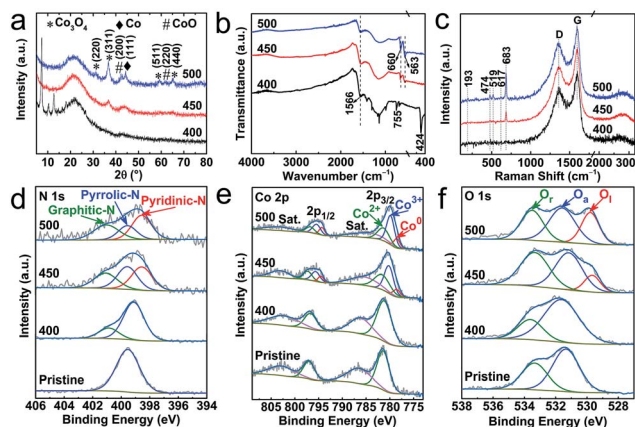 a
* Co3O4 ♦ Co # CoO
(220)
*
(311)
*
(200)
#
(111)
♦
(511)
*
(220)
#
(440)
*
500
450
400
Intensity (a.u.)
0 10 20 30 40 50 60 70 80
2θ (°)
b
500
450
400
1566
660
563
755
424
Transmittance (a.u.)
4000 3000 2000 1000 400
Wavenumber (cm⁻¹)
c
D
G
193
474
519
617
683
500
450
400
Intensity (a.u.)
500 1000 1500 2000 3000
Raman Shift (cm⁻¹)
d
N 1s
Pyrrolic-N
Graphitic-N
Pyridinic-N
500
450
400
Pristine
Intensity (a.u.)
406 404 402 400 398 396 394
Binding Energy (eV)
e
Co 2p
2p3/2
Co3+
500 Sat.
2p1/2
Sat.
Co2+
Co0
450
400
Pristine
Intensity (a.u.)
805 795 785 780 775
Binding Energy (eV)
f
O 1s
Or
Oa
Ol
500
450
400
Pristine
Intensity (a.u.)
538 536 534 532 530 528
Binding Energy (eV)